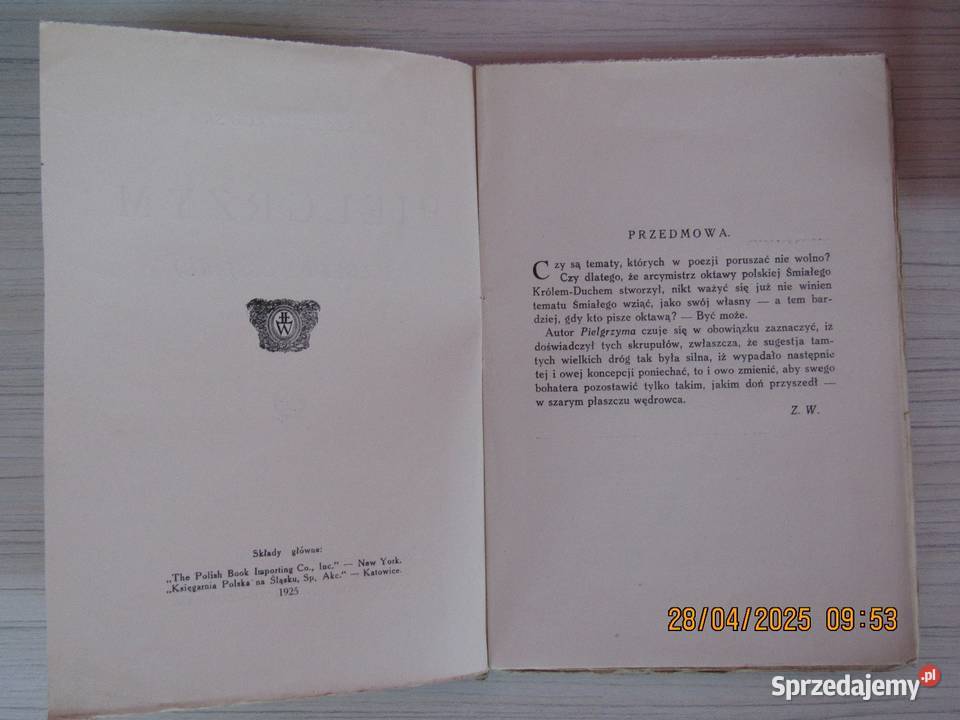 Składy główne:
„The Polish Book Importing Co., Inc.” — New York.
„Księgarnia Polska na Śląsku, Sp. Akc.” — Katowice.
1925
PRZEDMOWA.
Czy są tematy, których w poezji poruszać nie wolno?
Czy dlatego, że arcymistrz oktawy polskiej Śmiałego
Królem-Duchem stworzył, nikt ważyć się już nie winien
tematu Śmiałego wziąć, jako swój własny — a tem bar-
dziej, gdy kto pisze oktawą? — Być może.
Autor Pielgrzyma czuje się w obowiązku zaznaczyć, iż
doświadczył tych skrupułów, zwłaszcza, że sugestja tam-
tych wielkich dróg tak była silna, iż wypadało następnie
tej i owej koncepcji poniechać, to i owo zmienić, aby swego
bohatera pozostawić tylko takim, jakim doń przyszedł —
w szarym płaszczu wędrowca.
Z. W.
28/04/2025 09:53
Sprzedajemy.pl